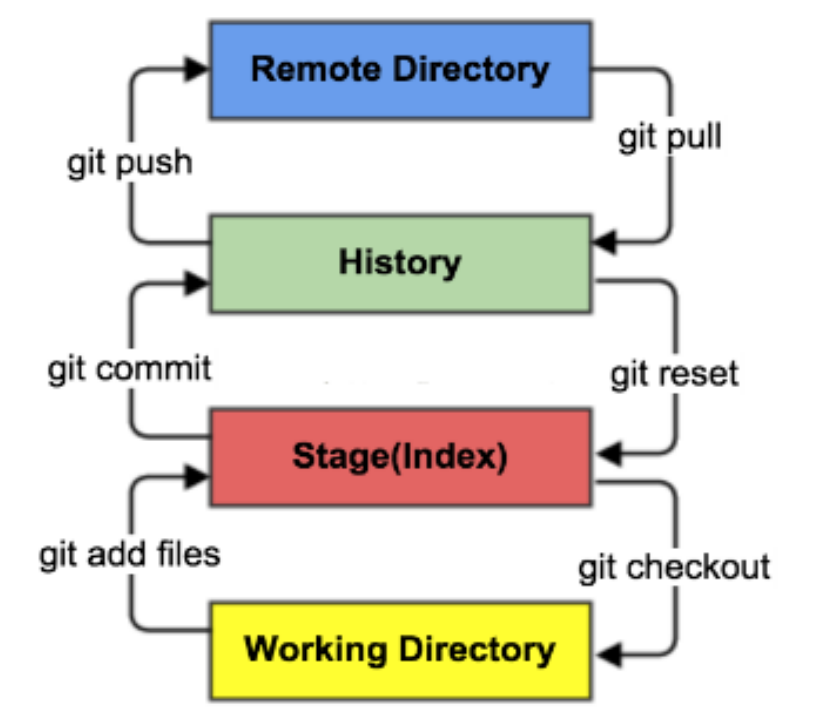 Remote Directory
git pull
git push
History
git commit
git reset
Stage(Index)
git add files
git checkout
Working Directory